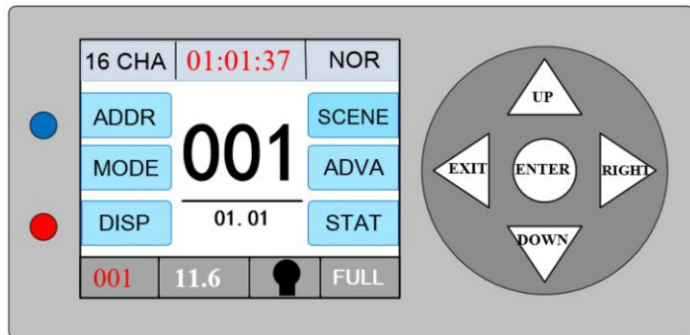 16 CHA 01:01:37 NOR
ADDR SCENE
001
MODE ADVA
DISP 01. 01 STAT
001 11.6 FULL
UP
EXIT ENTER RIGHT
DOWN